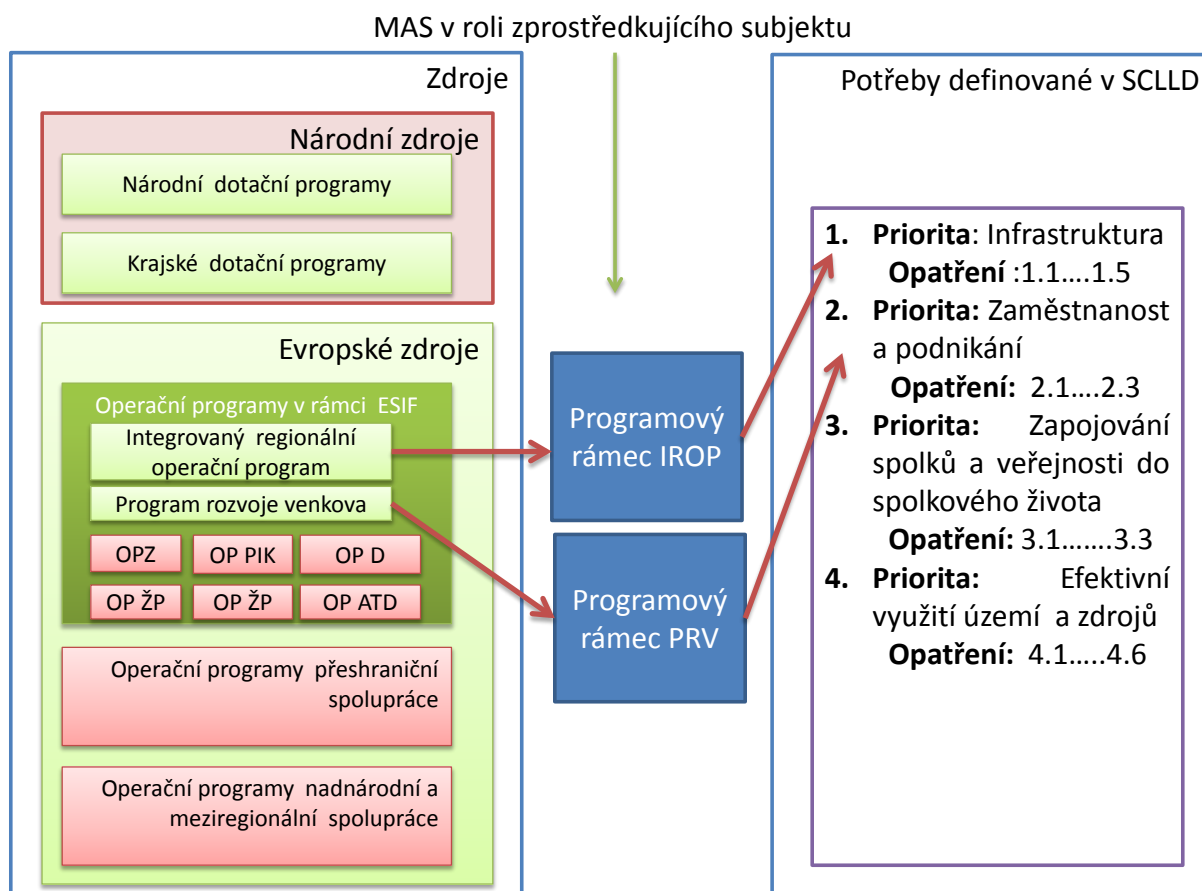 MAS v roli zprostředkujícího subjektu
Zdroje
Národní zdroje
Národní dotační programy
Krajské dotační programy
Evropské zdroje
Operační programy v rámci ESIF
Integrovaný regionální
operační program
Program rozvoje venkova
OPZ
OP PIK
OP D
OP ŽP
OP ŽP
OP ATD
Operační programy přeshraniční
spolupráce
Operační programy nadnárodní a
meziregionální spolupráce
Programový
rámec IROP
Programový
rámec PRV
Potřeby definované v SCLLD
1. Priorita: Infrastruktura
Opatření :1.1….1.5
2. Priorita: Zaměstnanost
a podnikání
Opatření: 2.1….2.3
3. Priorita: Zapojování
spolků a veřejnosti do
spolkového života
Opatření: 3.1…….3.3
4. Priorita: Efektivní
využití území a zdrojů
Opatření: 4.1…..4.6